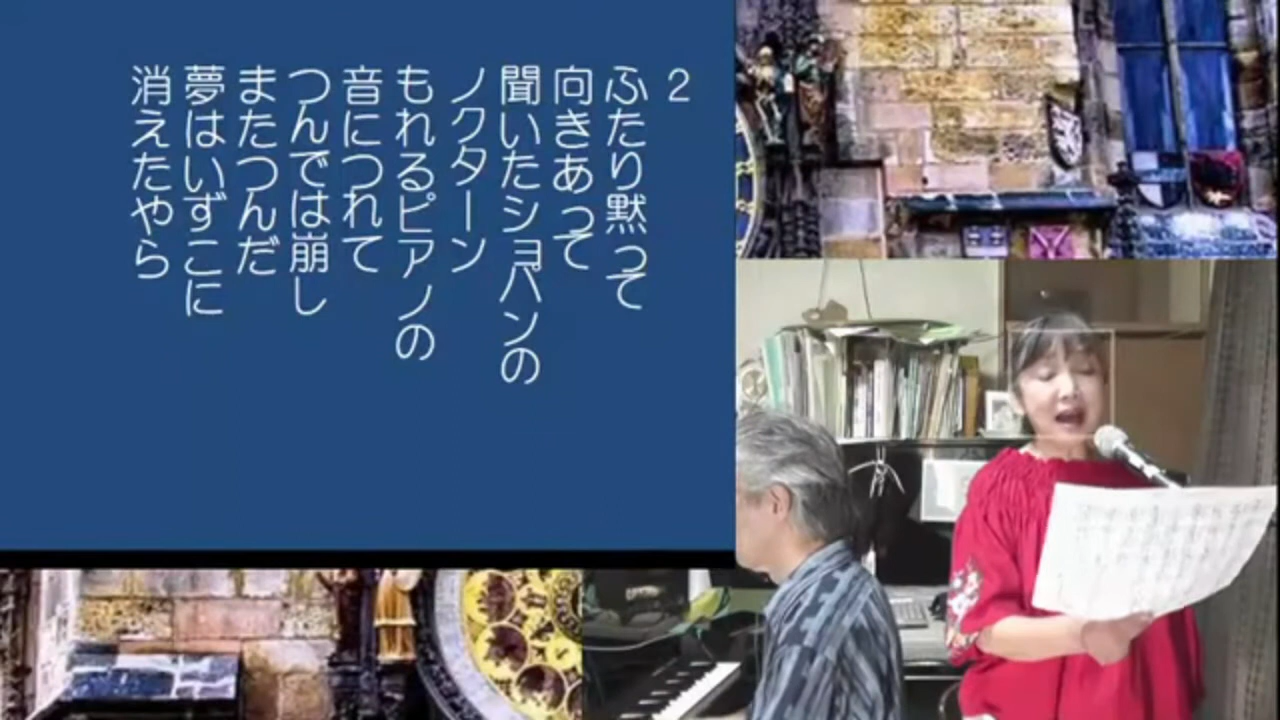 2
ふたり黙って
向きあって
聞いたショパンの
ノクターン
もれるピアノの
音につれて
つんでは崩し
またつんだ
夢はいずこに
消えたやら